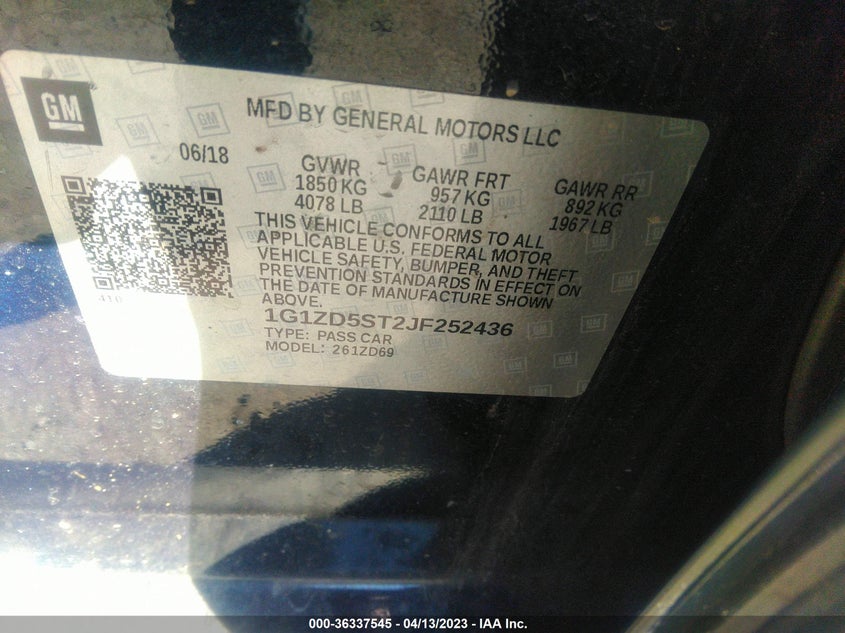 GM
MFD BY GENERAL MOTORS LLC
06/18
GVWR
1850 KG
4078 LB
GAWR FRT
957 KG
2110 LB
GAWR RR
892 KG
1967 LB
THIS VEHICLE CONFORMS TO ALL
APPLICABLE U.S. FEDERAL MOTOR
VEHICLE SAFETY, BUMPER, AND THEFT
PREVENTION STANDARDS IN EFFECT ON
THE DATE OF MANUFACTURE SHOWN
ABOVE.
410
1G1ZD5ST2JF252436
TYPE: PASS CAR
MODEL: 261ZD69
000-36337545 - 04/13/2023 - IAA Inc.